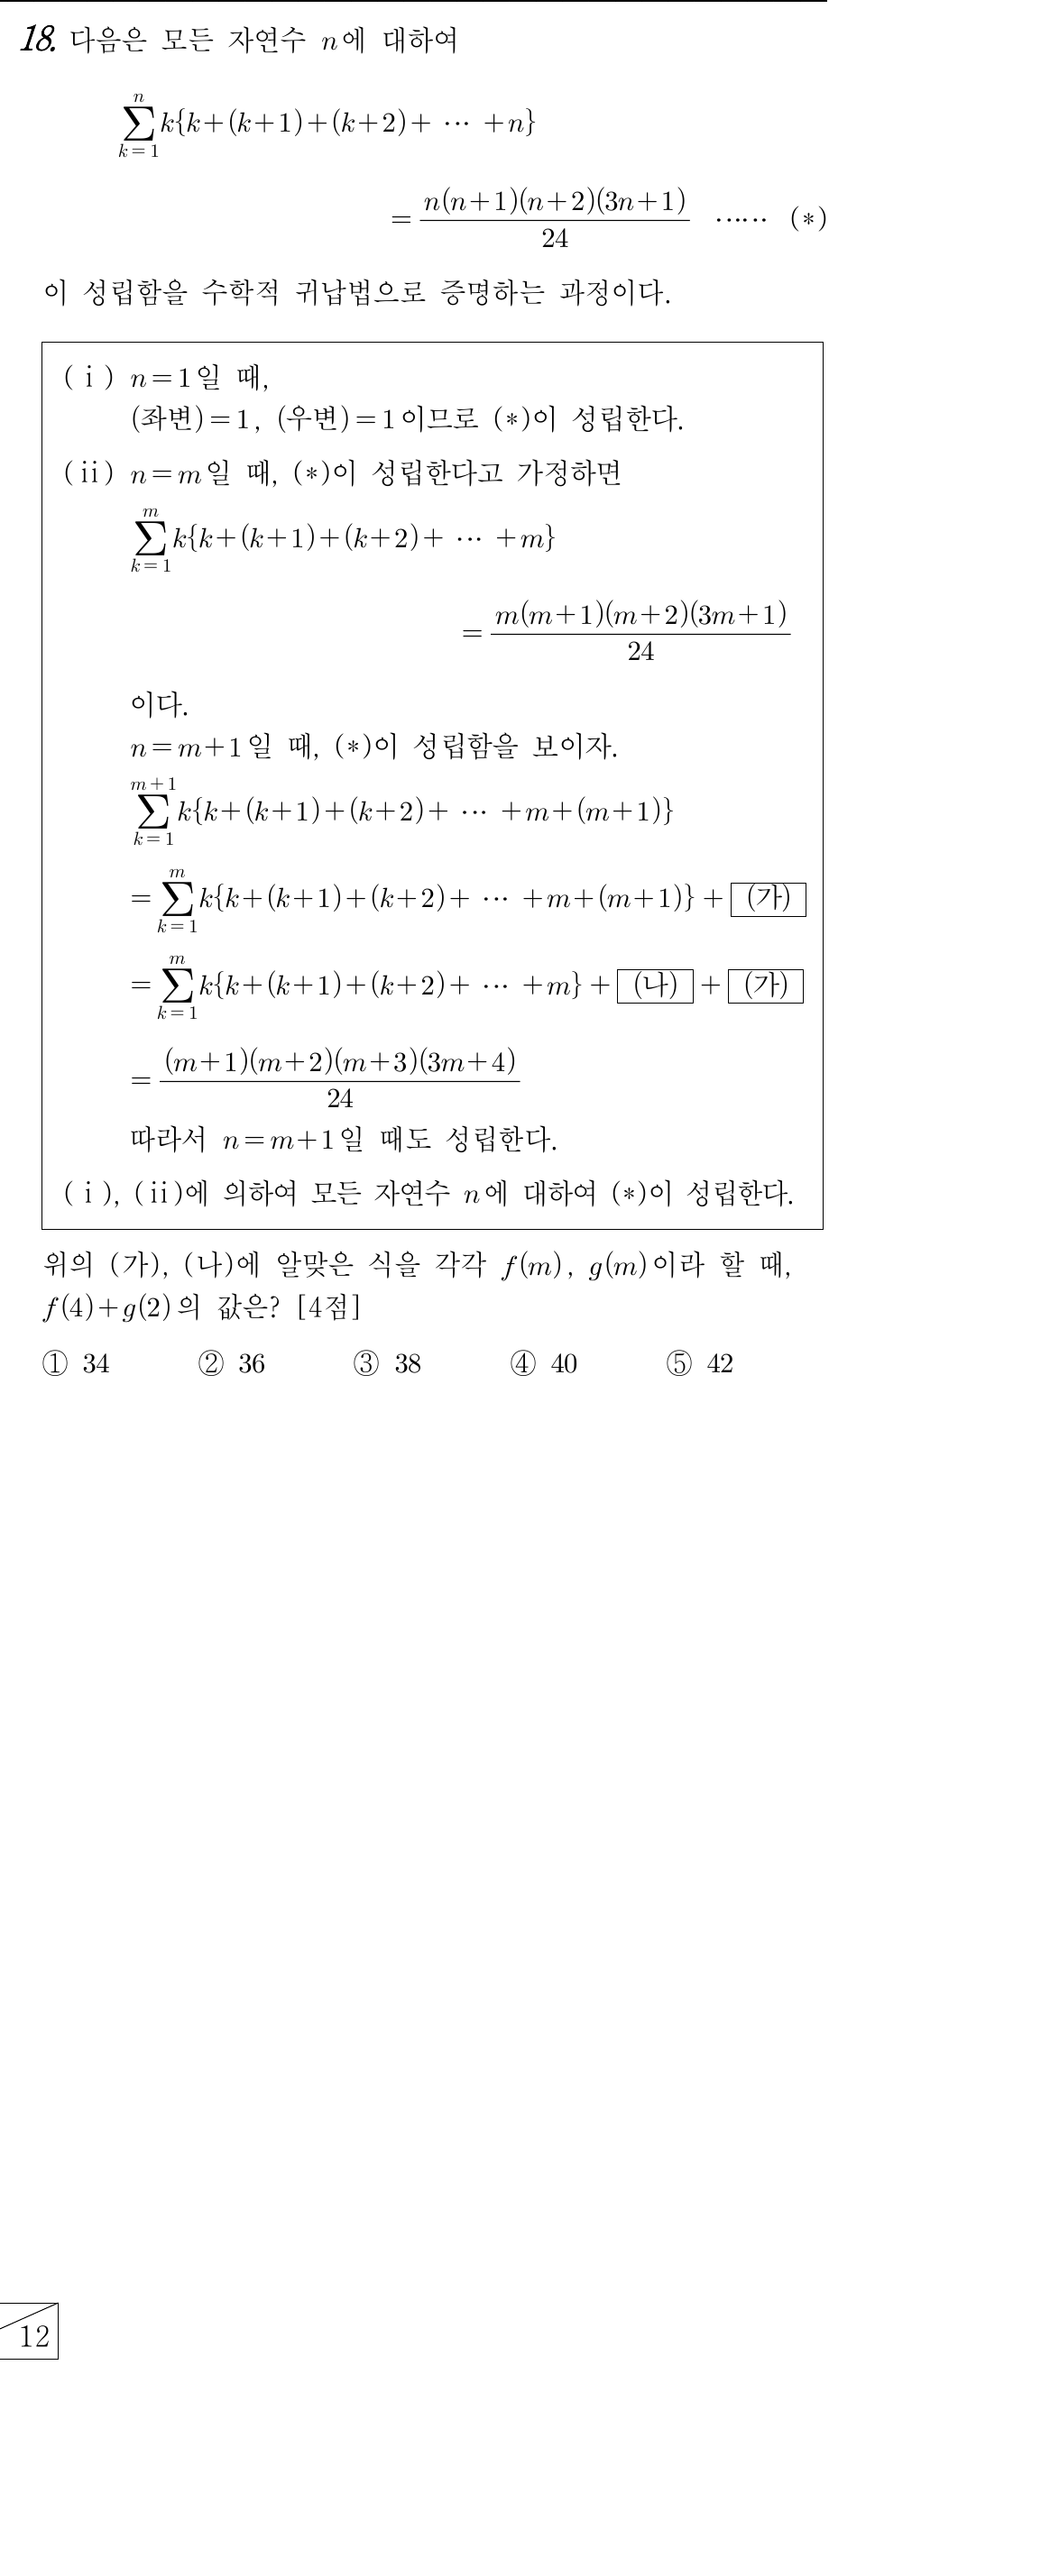 18. 다음은 모든 자연수 n에 대하여
\sum_{k=1}^{n} k{k+(k+1)+(k+2)+ ⋯ +n}
= \frac{n(n+1)(n+2)(3n+1)}{24} ⋯⋯ (*)
이 성립함을 수학적 귀납법으로 증명하는 과정이다.
(ⅰ) n=1일 때,
(좌변)=1, (우변)=1이므로 (*)이 성립한다.
(ⅱ) n=m일 때, (*)이 성립한다고 가정하면
\sum_{k=1}^{m} k{k+(k+1)+(k+2)+ ⋯ +m}
= \frac{m(m+1)(m+2)(3m+1)}{24}
이다.
n=m+1일 때, (*)이 성립함을 보이자.
\sum_{k=1}^{m+1} k{k+(k+1)+(k+2)+ ⋯ +m+(m+1)}
= \sum_{k=1}^{m} k{k+(k+1)+(k+2)+ ⋯ +m+(m+1)} + (가)
= \sum_{k=1}^{m} k{k+(k+1)+(k+2)+ ⋯ +m} + (나) + (가)
= \frac{(m+1)(m+2)(m+3)(3m+4)}{24}
따라서 n=m+1일 때도 성립한다.
(ⅰ), (ⅱ)에 의하여 모든 자연수 n에 대하여 (*)이 성립한다.
위의 (가), (나)에 알맞은 식을 각각 f(m), g(m)이라 할 때,
f(4)+g(2)의 값은? [4점]
① 34 ② 36 ③ 38 ④ 40 ⑤ 42
12